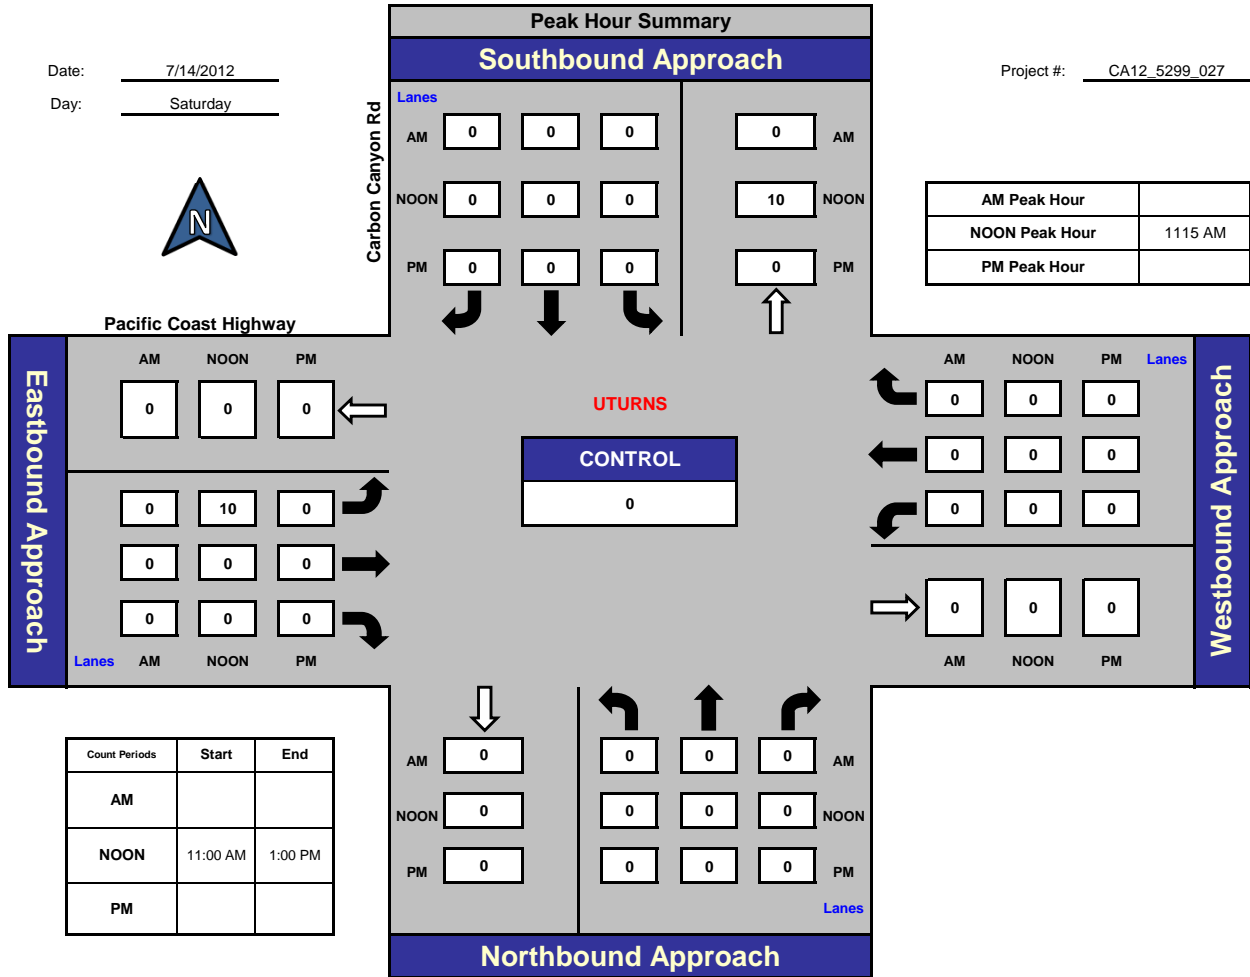 Peak Hour Summary
Southbound Approach
Date: 7/14/2012
Project #: CA12_5299_027
Day: Saturday
Carbon Canyon Rd
Lanes
AM 0 0 0 0 AM
NOON 0 0 0 10 NOON
PM 0 0 0 0 PM
N
AM Peak Hour
NOON Peak Hour 1115 AM
PM Peak Hour
Pacific Coast Highway
Eastbound Approach
AM NOON PM
0 0 0
0 10 0
0 0 0
0 0 0
Lanes AM NOON PM
UTURNS
CONTROL
0
AM NOON PM Lanes
0 0 0
0 0 0
0 0 0
0 0 0
AM NOON PM
Westbound Approach
Count Periods Start End
AM
NOON 11:00 AM 1:00 PM
PM
AM 0 0 0 0 AM
NOON 0 0 0 0 NOON
PM 0 0 0 0 PM
Lanes
Northbound Approach